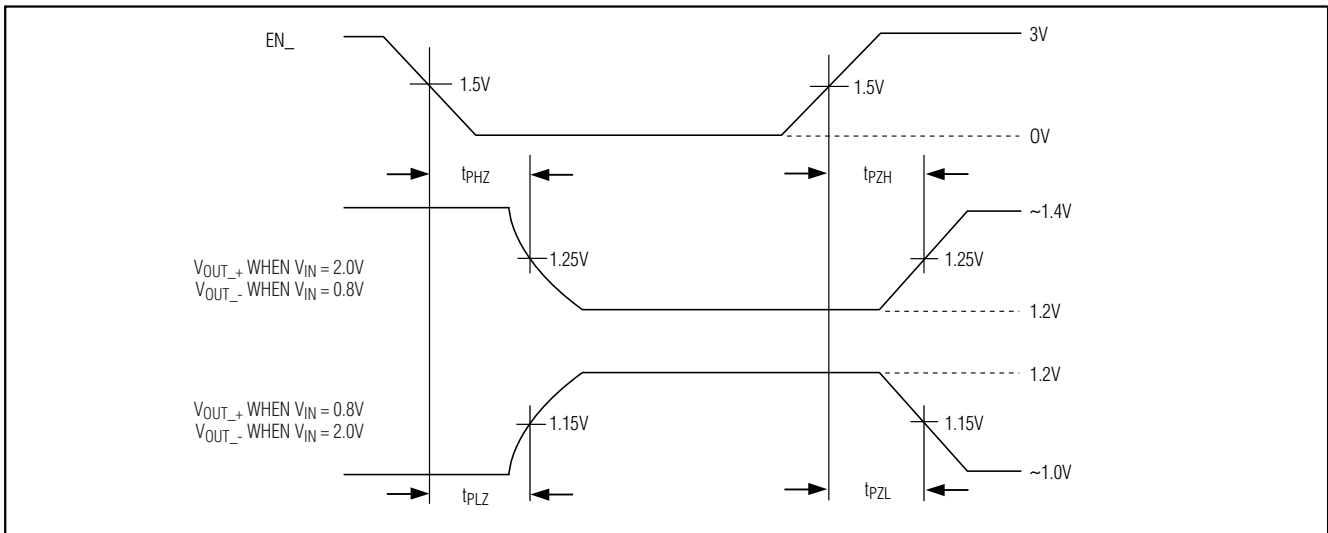 EN_
3V
1.5V
1.5V
0V
tPHZ
tPZH
~1.4V
VOUT_+ WHEN VIN = 2.0V
VOUT_- WHEN VIN = 0.8V
1.25V
1.25V
1.2V
1.2V
VOUT_+ WHEN VIN = 0.8V
VOUT_- WHEN VIN = 2.0V
1.15V
1.15V
~1.0V
tPLZ
tPZL